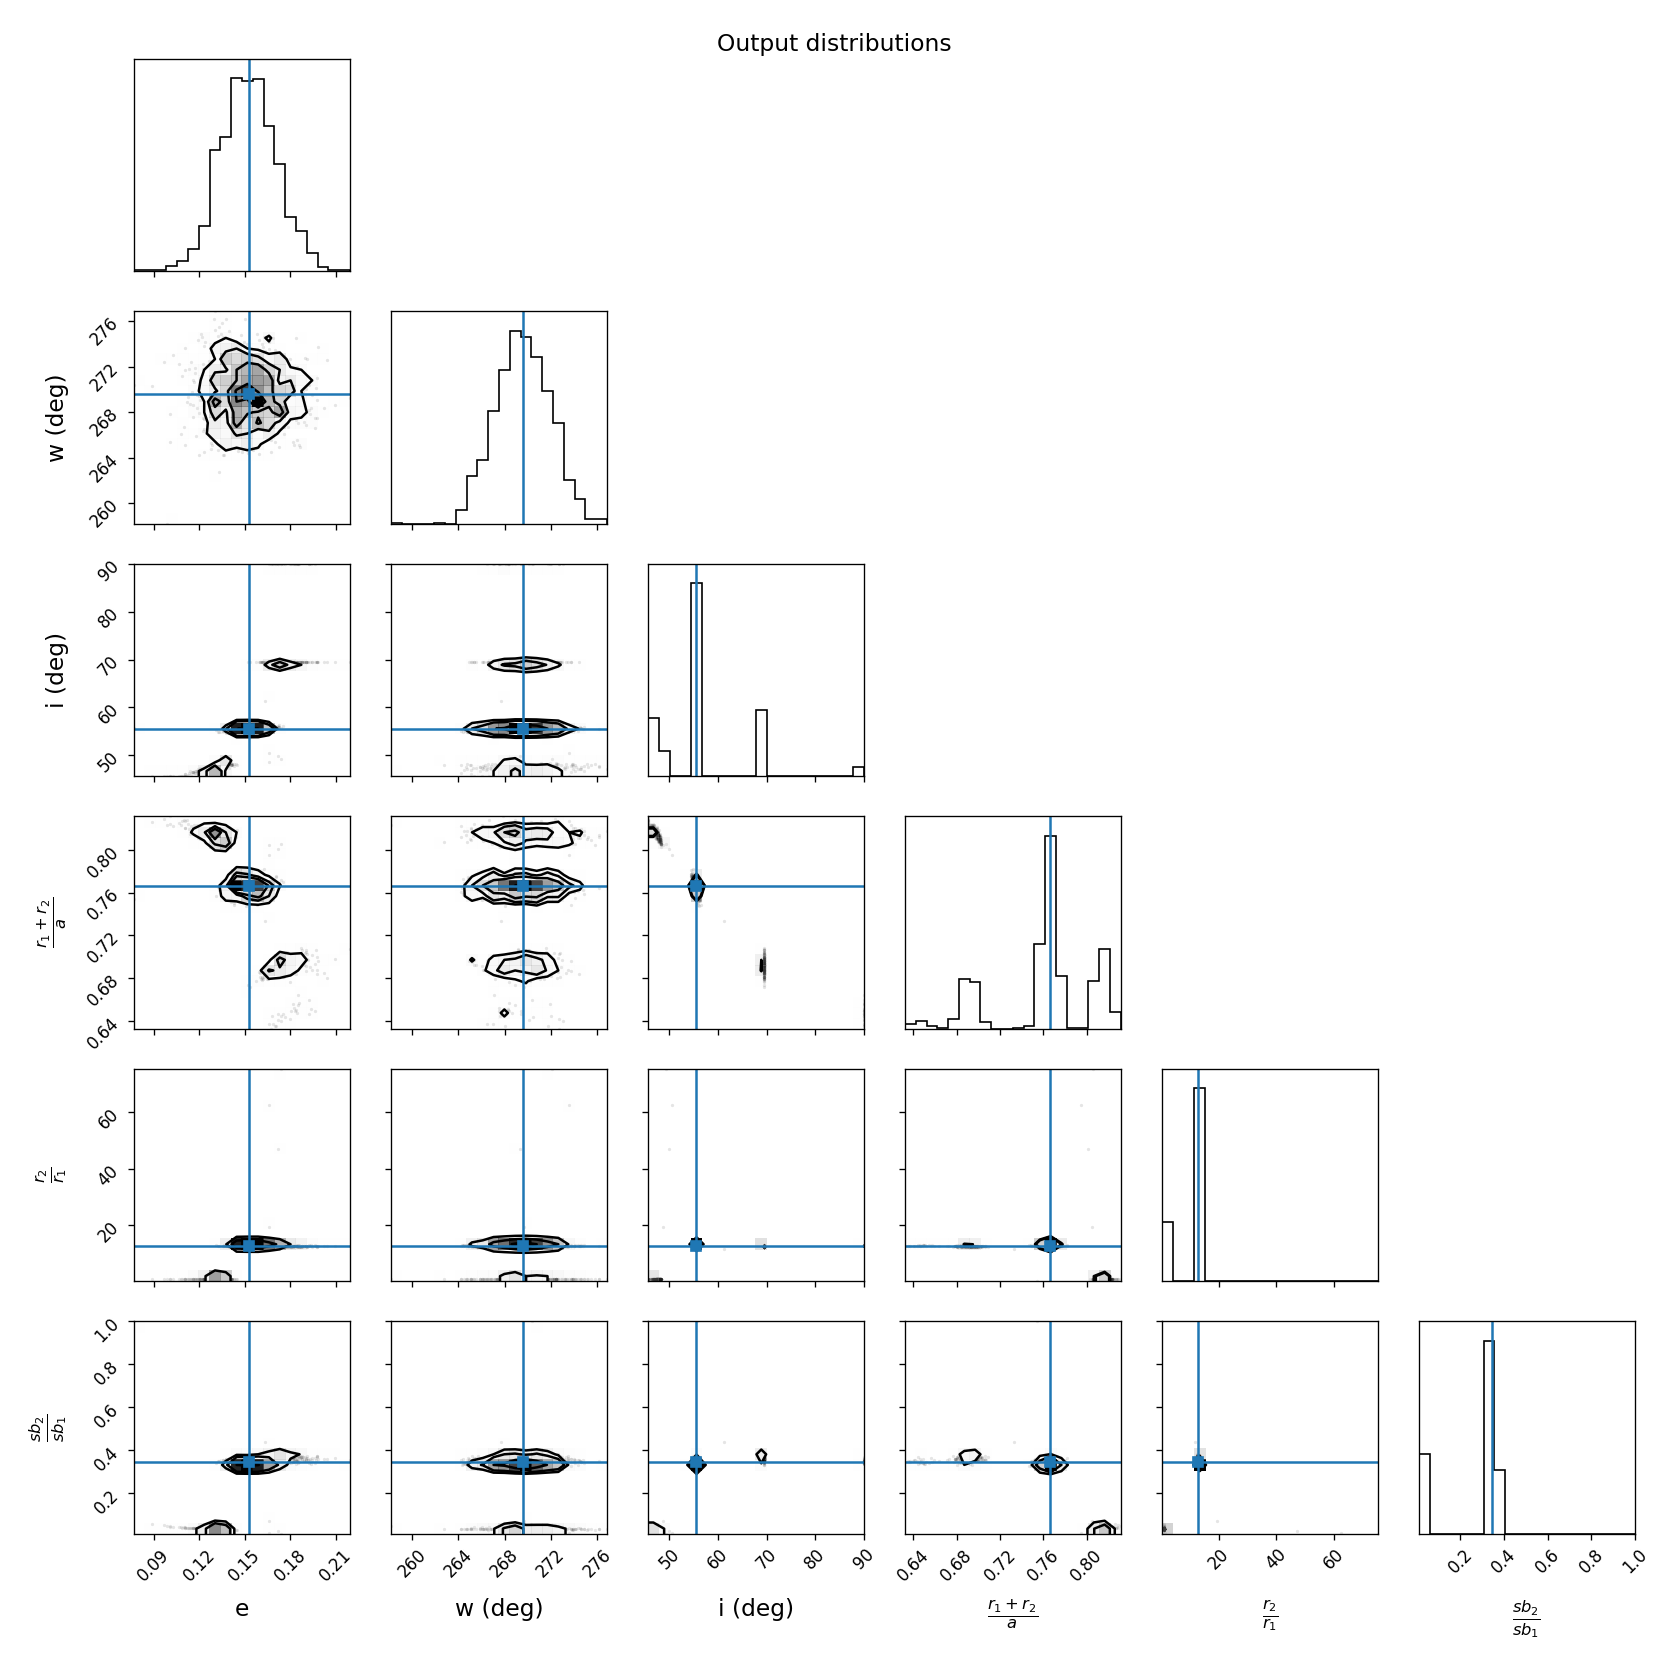 Output distributions
276
272
268
264
260
w (deg)
90
80
70
60
50
i (deg)
0.80
0.76
0.72
0.68
0.64
r₁ + r₂
a
60
40
20
r₂
r₁
1.0
0.8
0.6
0.4
0.2
sb₂
sb₁
0.09 0.12 0.15 0.18 0.21 260 264 268 272 276 50 60 70 80 90 0.64 0.68 0.72 0.76 0.80 20 40 60 0.2 0.4 0.6 0.8 1.0
e w (deg) i (deg)
r₁ + r₂ r₂ sb₂
a r₁ sb₁